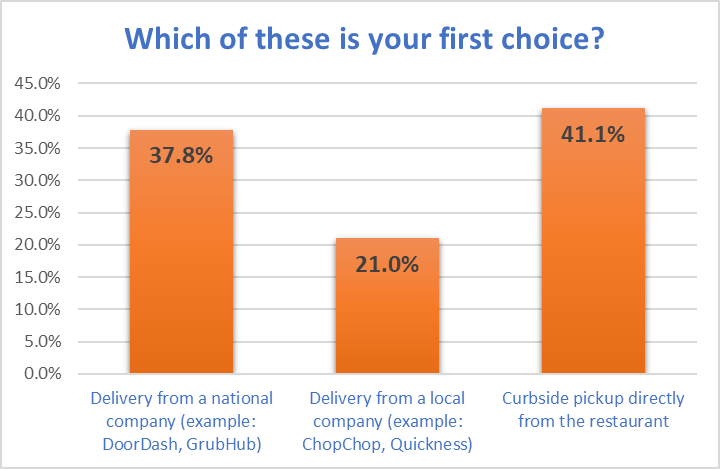 Which of these is your first choice?
45.0%
40.0%
35.0%
30.0%
25.0%
20.0%
15.0%
10.0%
5.0%
0.0%
37.8%
21.0%
41.1%
Delivery from a national
company (example:
DoorDash, GrubHub)
Delivery from a local
company (example:
ChopChop, Quickness)
Curbside pickup directly
from the restaurant